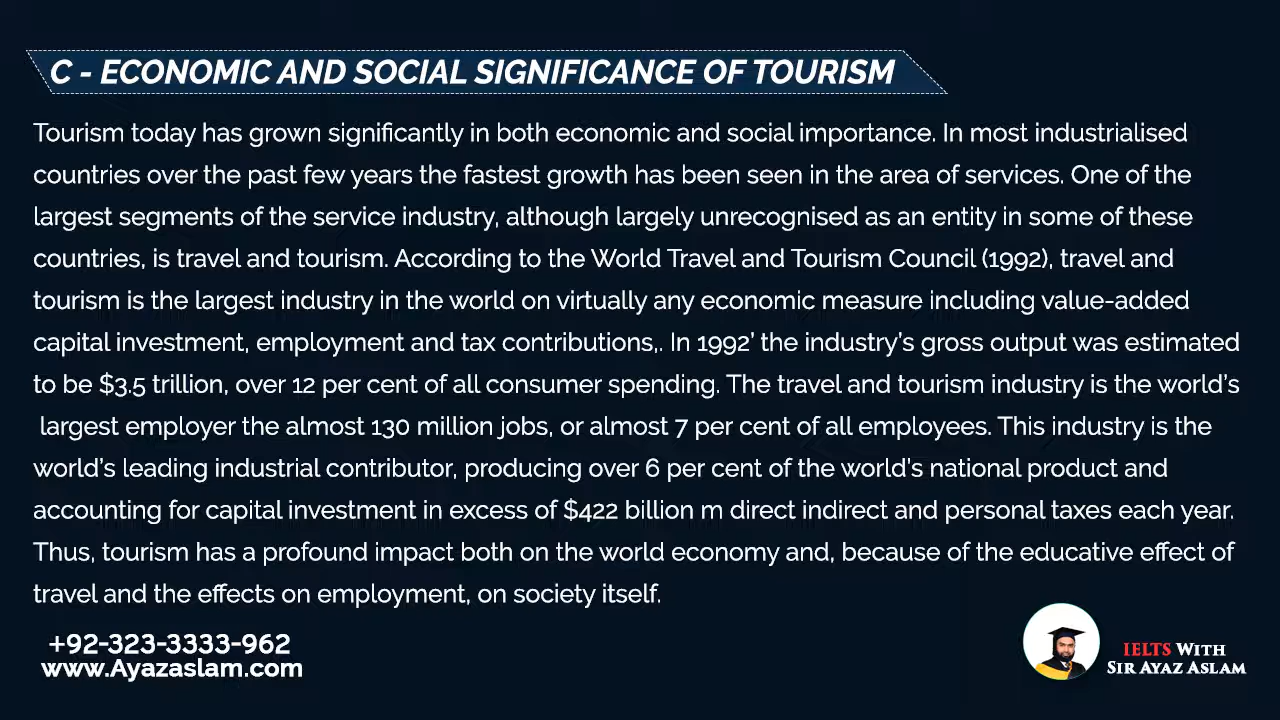 C - ECONOMIC AND SOCIAL SIGNIFICANCE OF TOURISM
Tourism today has grown significantly in both economic and social importance. In most industrialised
countries over the past few years the fastest growth has been seen in the area of services. One of the
largest segments of the service industry, although largely unrecognised as an entity in some of these
countries, is travel and tourism. According to the World Travel and Tourism Council (1992), travel and
tourism is the largest industry in the world on virtually any economic measure including value-added
capital investment, employment and tax contributions,. In 1992’ the industry’s gross output was estimated
to be $3.5 trillion, over 12 per cent of all consumer spending. The travel and tourism industry is the world’s
largest employer the almost 130 million jobs, or almost 7 per cent of all employees. This industry is the
world’s leading industrial contributor, producing over 6 per cent of the world’s national product and
accounting for capital investment in excess of $422 billion m direct indirect and personal taxes each year.
Thus, tourism has a profound impact both on the world economy and, because of the educative effect of
travel and the effects on employment, on society itself.
+92-323-3333-962
www.Ayazaslam.com
IELTS WITH
SIR AYAZ ASLAM